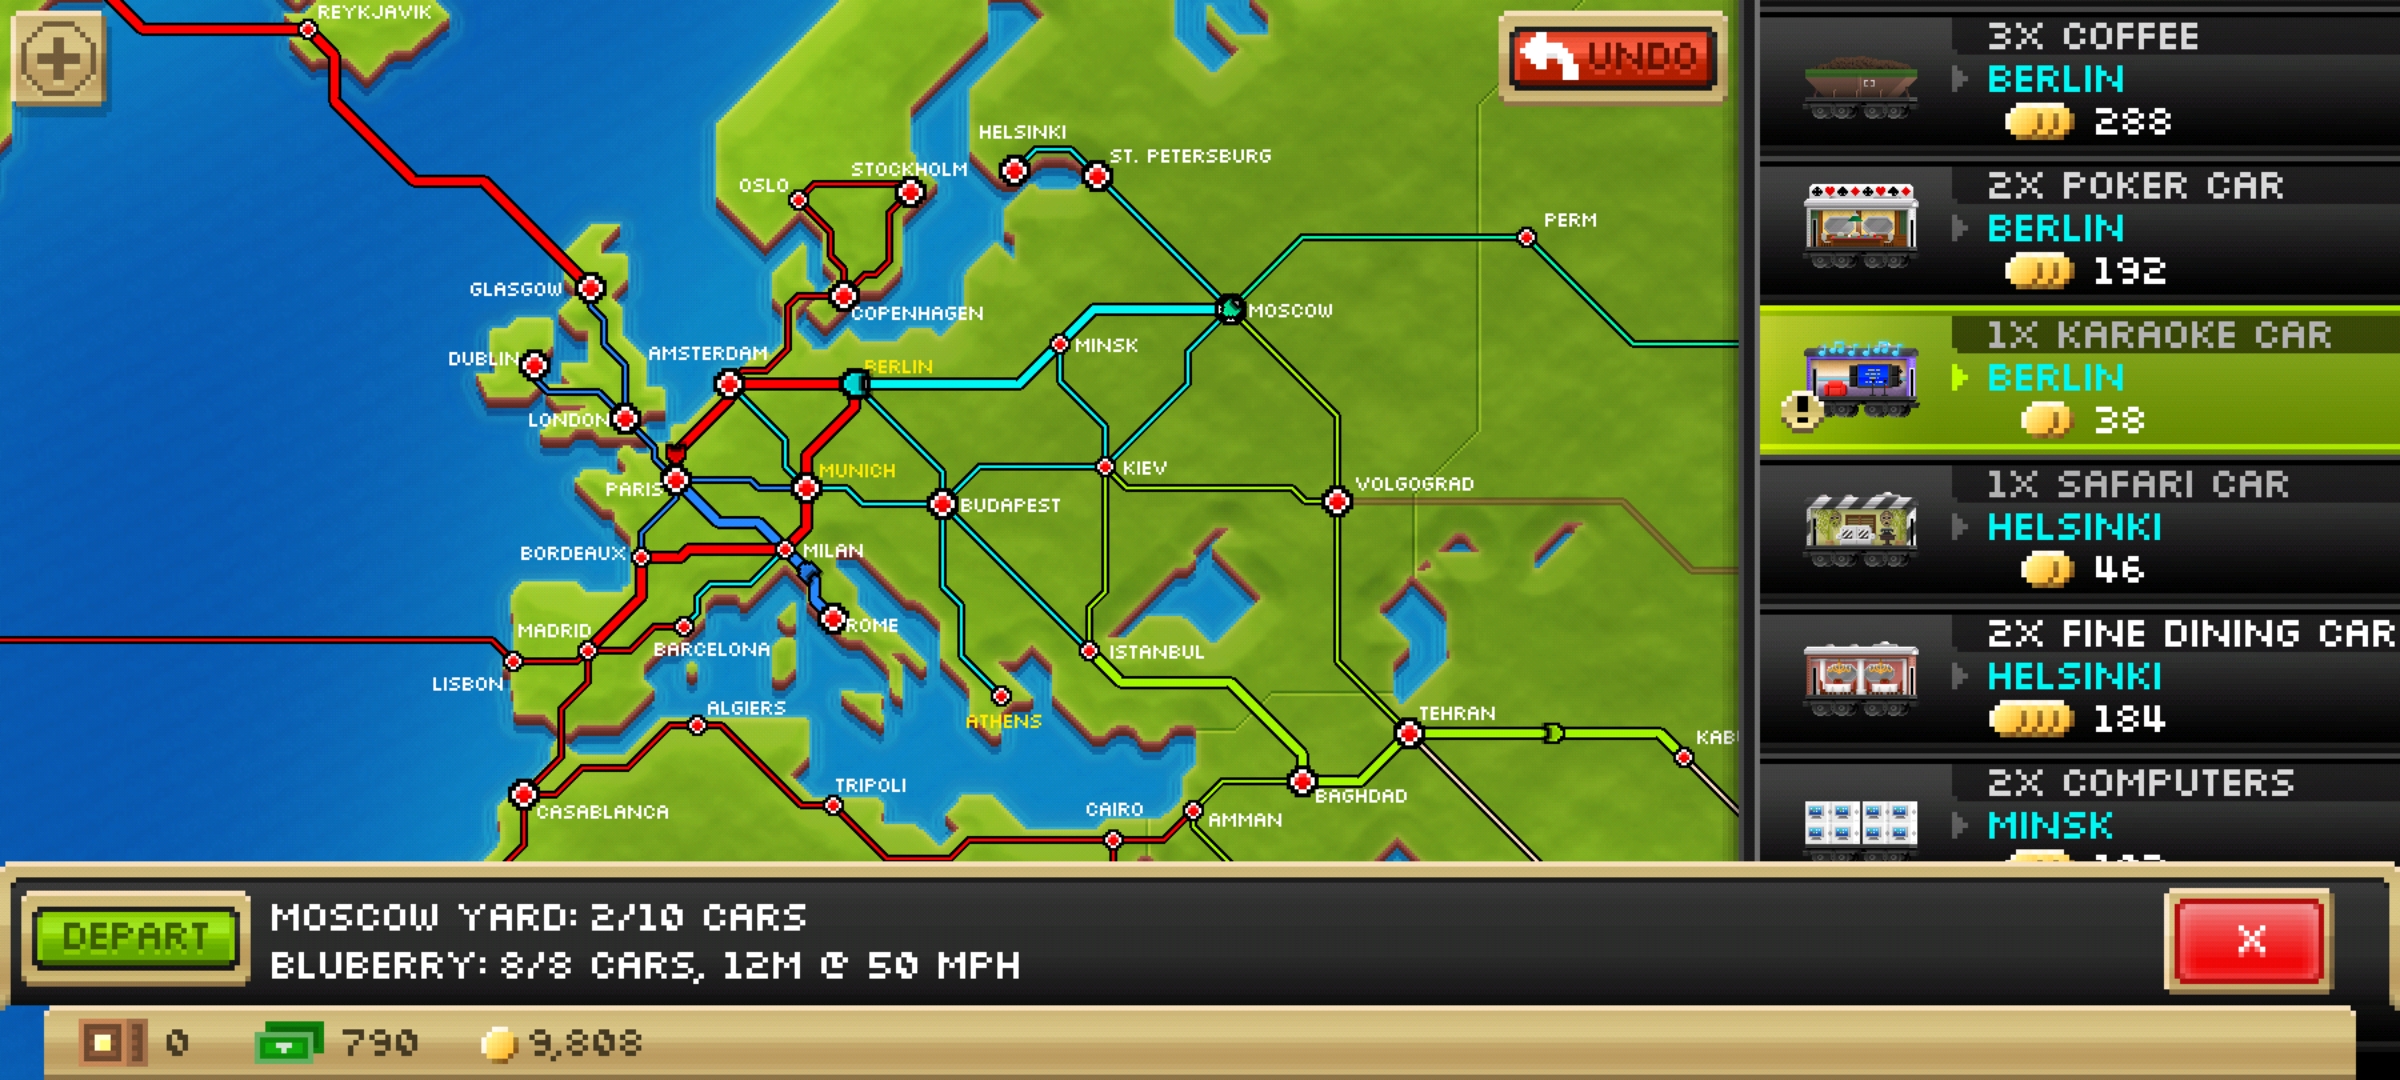 REYKJAVIK
UNDO
HELSINKI
ST. PETERSBURG
STOCKHOLM
OSLO
PERM
GLASGOW
COPENHAGEN
MOSCOW
MINSK
AMSTERDAM
DUBLIN
BERLIN
LONDON
MUNICH
KIEV
PARIS
VOLGOGRAD
BUDAPEST
BORDEAUX
MILAN
MADRID
ROME
BARCELONA
ISTANBUL
LISBON
ALGIERS
ATHENS
TEHRAN
KAB
TRIPOLI
BAGHDAD
CASABLANCA
CAIRO
AMMAN
3X COFFEE
BERLIN
288
2X POKER CAR
BERLIN
192
1X KARAOKE CAR
BERLIN
38
1X SAFARI CAR
HELSINKI
46
2X FINE DINING CAR
HELSINKI
184
2X COMPUTERS
MINSK
DEPART
MOSCOW YARD: 2/10 CARS
BLUBERRY: 8/8 CARS, 12M @ 50 MPH
X
0
790
9,808